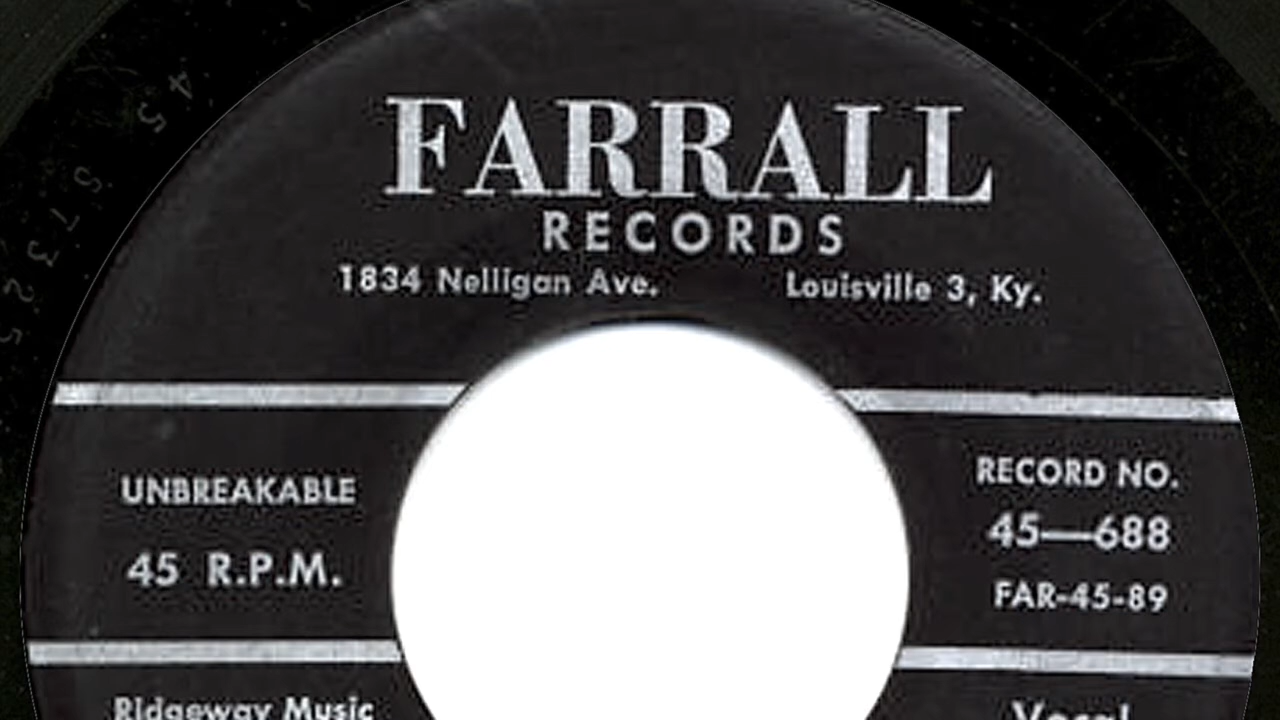 FARRALL
RECORDS
1834 Nelligan Ave. Louisville 3, Ky.
UNBREAKABLE
45 R.P.M.
RECORD NO.
45—688
FAR-45-89
Ridgeway Music
Vocal